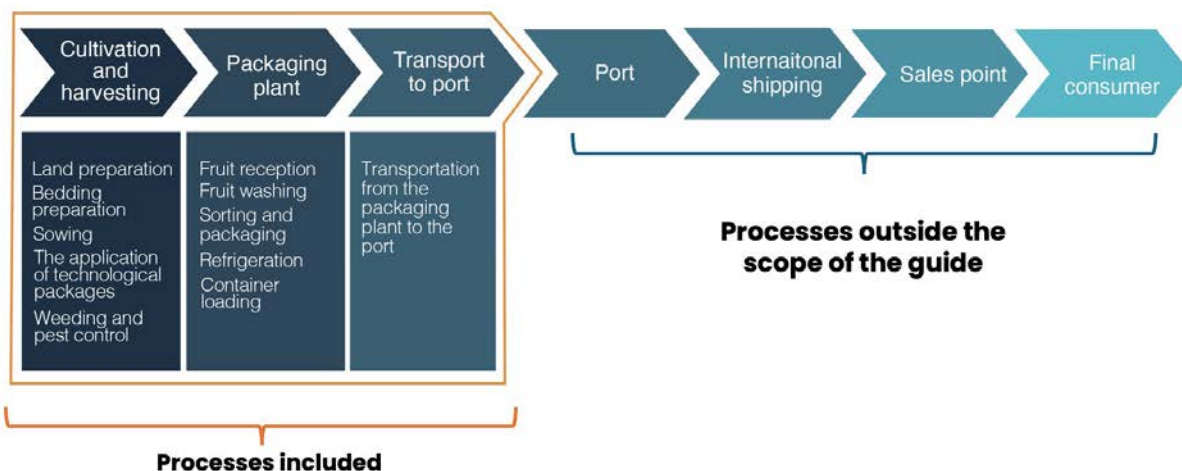 Cultivation
and
harvesting
Packaging
plant
Transport
to port
Port
Internaitonal
shipping
Sales point
Final
consumer
Land preparation
Bedding
preparation
Sowing
The application
of technological
packages
Weeding and
pest control
Fruit reception
Fruit washing
Sorting and
packaging
Refrigeration
Container
loading
Transportation
from the
packaging
plant to the
port
Processes outside the
scope of the guide
Processes included